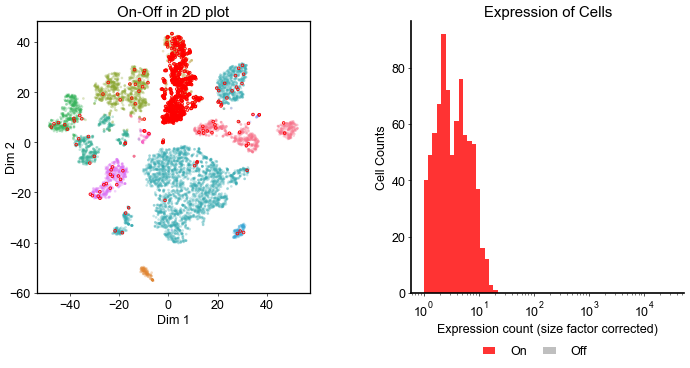 On-Off in 2D plot
40
20
0
−20
−40
−60
−40
−20
0
20
40
Dim 2
Dim 1
Expression of Cells
80
60
40
20
0
10^0
10^1
10^2
10^3
10^4
Cell Counts
Expression count (size factor corrected)
On
Off